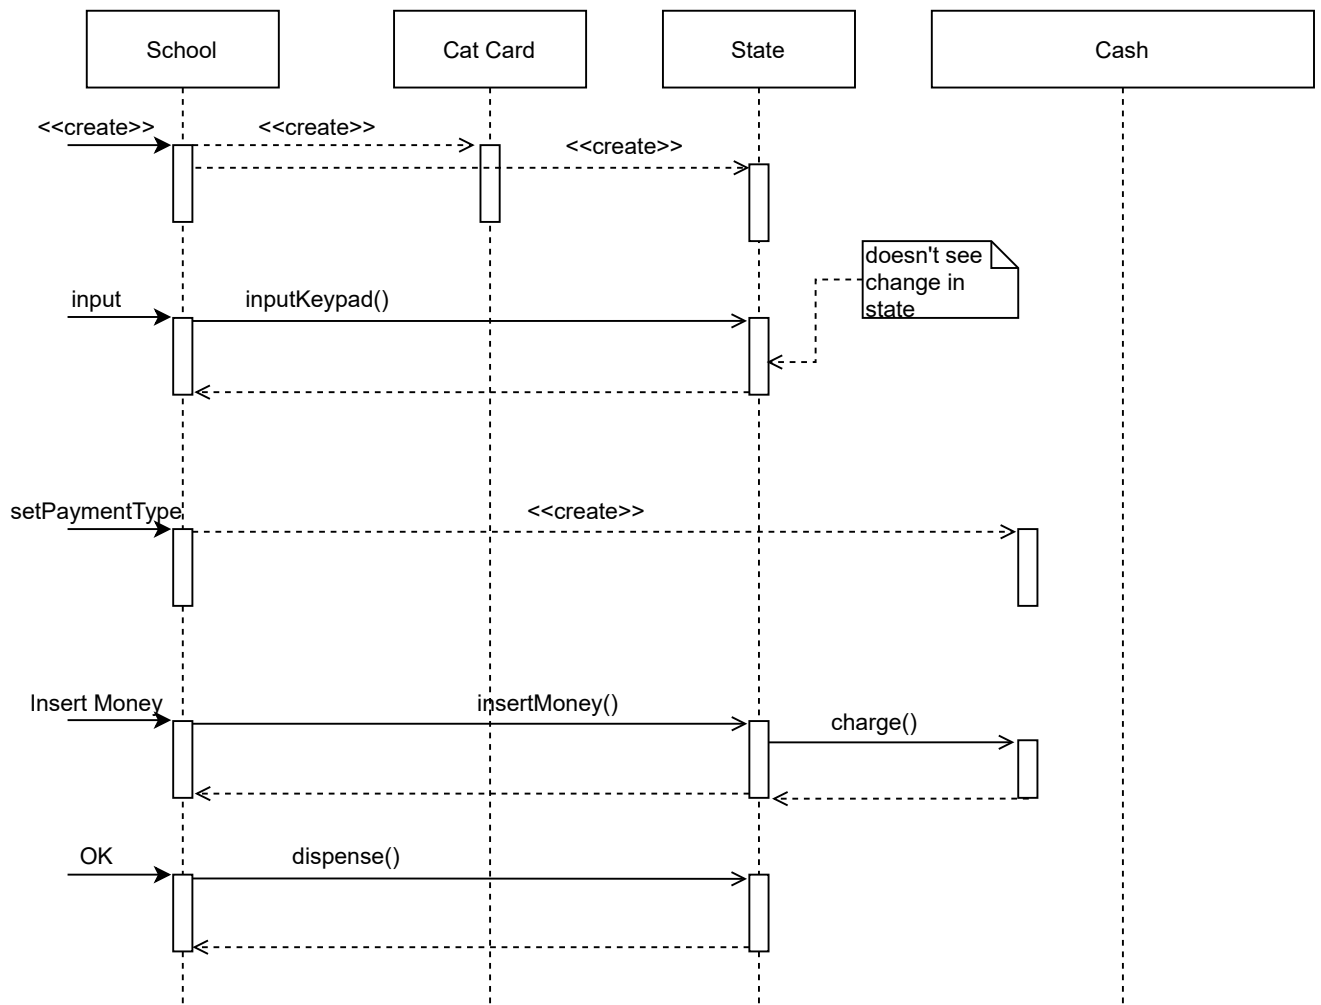 School
Cat Card
State
Cash
<<create>>
<<create>>
<<create>>
doesn't see
change in
state
input
inputKeypad()
setPaymentType
<<create>>
Insert Money
insertMoney()
charge()
OK
dispense()